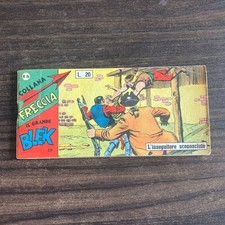 COLLANA
FRECCIA
IL GRANDE
BLEK
L. 20
L'inseguitore sconosciuto